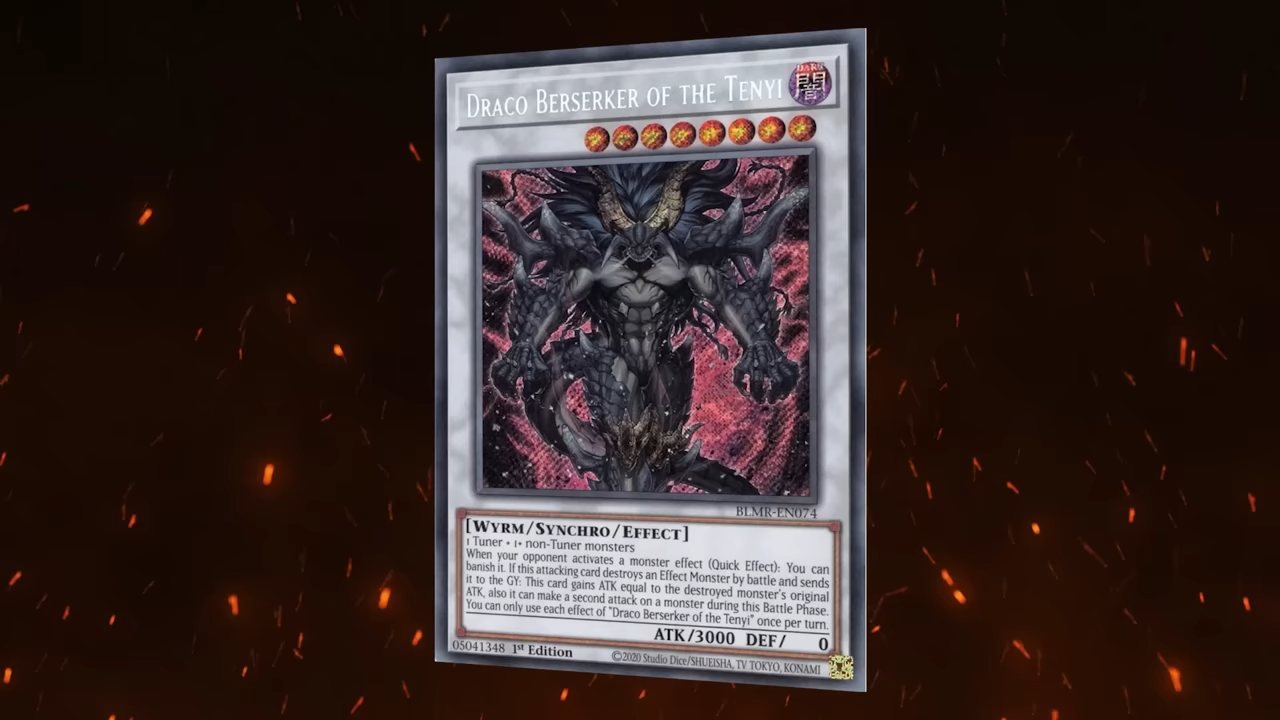 DRACO BERSERKER OF THE TENYI
DARK
闇
BLMR-EN074
[WYRM/SYNCHRO/EFFECT]
1 Tuner + 1+ non-Tuner monsters
When your opponent activates a monster effect (Quick Effect): You can
banish it. If this attacking card destroys an Effect Monster by battle and sends
it to the GY: This card gains ATK equal to the destroyed monster's original
ATK, also it can make a second attack on a monster during this Battle Phase.
You can only use each effect of "Draco Berserker of the Tenyi" once per turn.
ATK/3000 DEF/ 0
05041348 1st Edition
©2020 Studio Dice/SHUEISHA, TV TOKYO, KONAMI